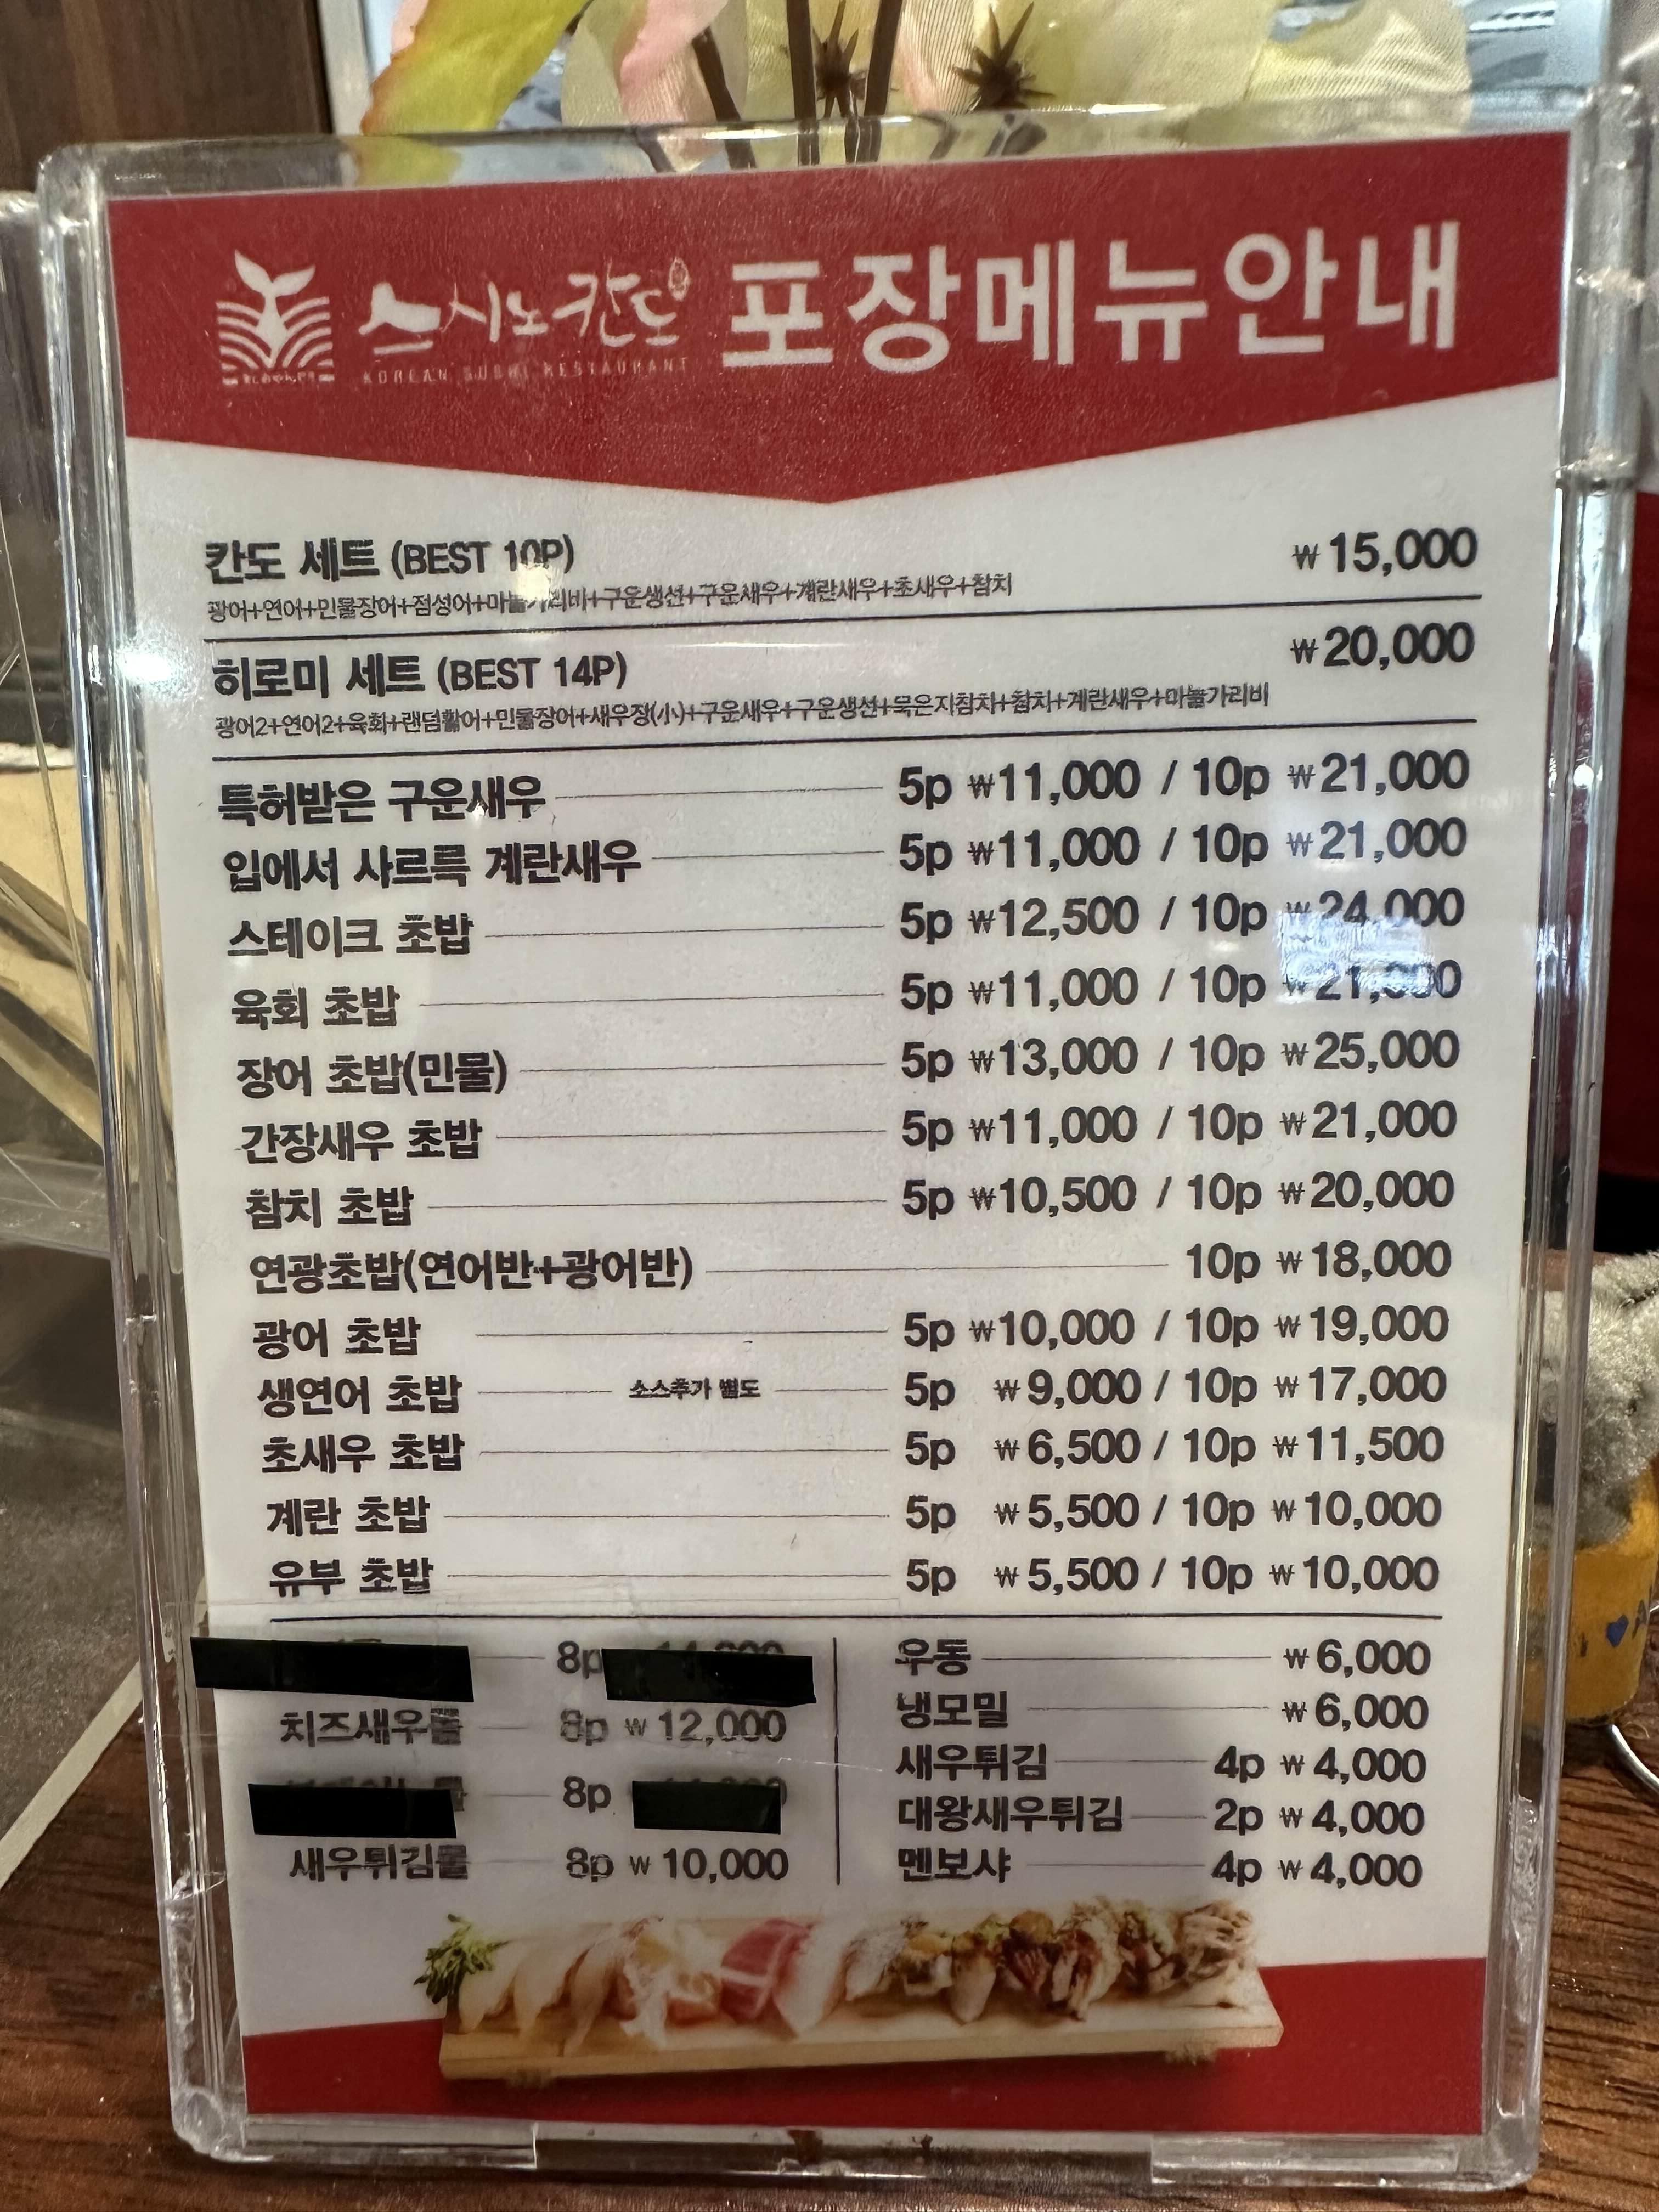 스시노칸도 포장메뉴안내
KOREAN SUSHI RESTAURANT
칸도 세트 (BEST 10P) ₩15,000
광어+연어+민물장어+점성어+마늘가리비+구운생선+구운새우+계란새우+초새우+참치
히로미 세트 (BEST 14P) ₩20,000
광어2+연어2+육회+랜덤활어+민물장어+새우장(小)+구운새우+구운생선+묵은지참치+참치+계란새우+마늘가리비
특허받은 구운새우 5p ₩11,000 / 10p ₩21,000
입에서 사르륵 계란새우 5p ₩11,000 / 10p ₩21,000
스테이크 초밥 5p ₩12,500 / 10p ₩24,000
육회 초밥 5p ₩11,000 / 10p ₩21,000
장어 초밥(민물) 5p ₩13,000 / 10p ₩25,000
간장새우 초밥 5p ₩11,000 / 10p ₩21,000
참치 초밥 5p ₩10,500 / 10p ₩20,000
연광초밥(연어반+광어반) 10p ₩18,000
광어 초밥 5p ₩10,000 / 10p ₩19,000
생연어 초밥 소스추가 별도 5p ₩9,000 / 10p ₩17,000
초새우 초밥 5p ₩6,500 / 10p ₩11,500
계란 초밥 5p ₩5,500 / 10p ₩10,000
유부 초밥 5p ₩5,500 / 10p ₩10,000
8p
치즈새우롤 8p ₩12,000
8p
새우튀김롤 8p ₩10,000
우동 ₩6,000
냉모밀 ₩6,000
새우튀김 4p ₩4,000
대왕새우튀김 2p ₩4,000
멘보샤 4p ₩4,000